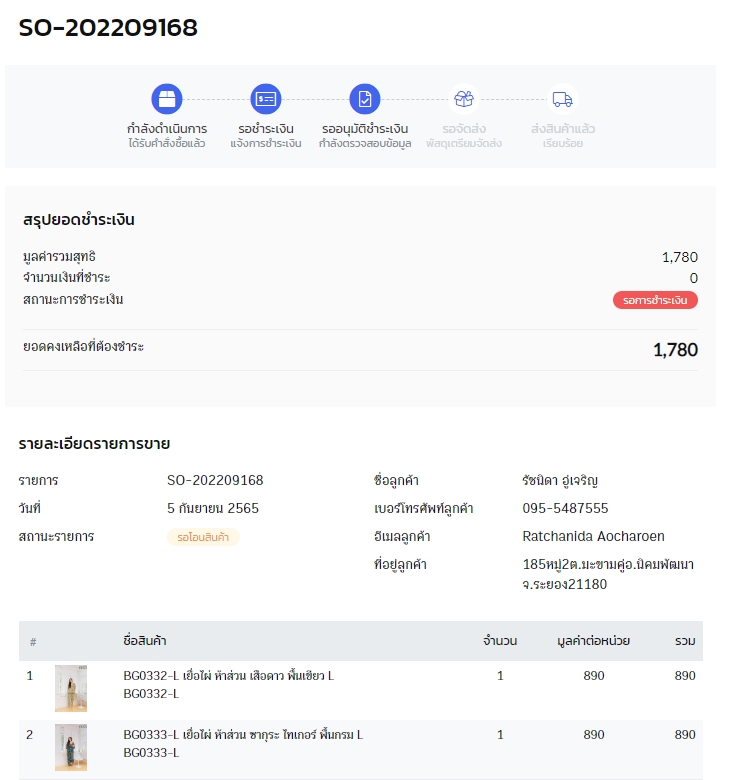 SO-202209168
กำลังดำเนินการ
ได้รับคำสั่งซื้อแล้ว
รอชำระเงิน
แจ้งการชำระเงิน
รออนุมัติชำระเงิน
กำลังตรวจสอบข้อมูล
รอจัดส่ง
พัสดุเตรียมจัดส่ง
ส่งสินค้าแล้ว
เรียบร้อย
สรุปยอดชำระเงิน
มูลค่ารวมสุทธิ 1,780
จำนวนเงินที่ชำระ 0
สถานะการชำระเงิน รอการชำระเงิน
ยอดคงเหลือที่ต้องชำระ 1,780
รายละเอียดรายการขาย
รายการ SO-202209168 ชื่อลูกค้า รัชนิดา อู่เจริญ
วันที่ 5 กันยายน 2565 เบอร์โทรศัพท์ลูกค้า 095-5487555
สถานะรายการ รอโอนสินค้า อีเมลลูกค้า Ratchanida Aocharoen
ที่อยู่ลูกค้า 185หมู่2ต.มะขามคู่อ.นิคมพัฒนา
จ.ระยอง21180
# ชื่อสินค้า จำนวน มูลค่าต่อหน่วย รวม
1 BG0332-L เยื่อไผ่ ห้าส่วน เสือดาว พื้นเขียว L 1 890 890
BG0332-L
2 BG0333-L เยื่อไผ่ ห้าส่วน ซากุระ ไทเกอร์ พื้นกรม L 1 890 890
BG0333-L